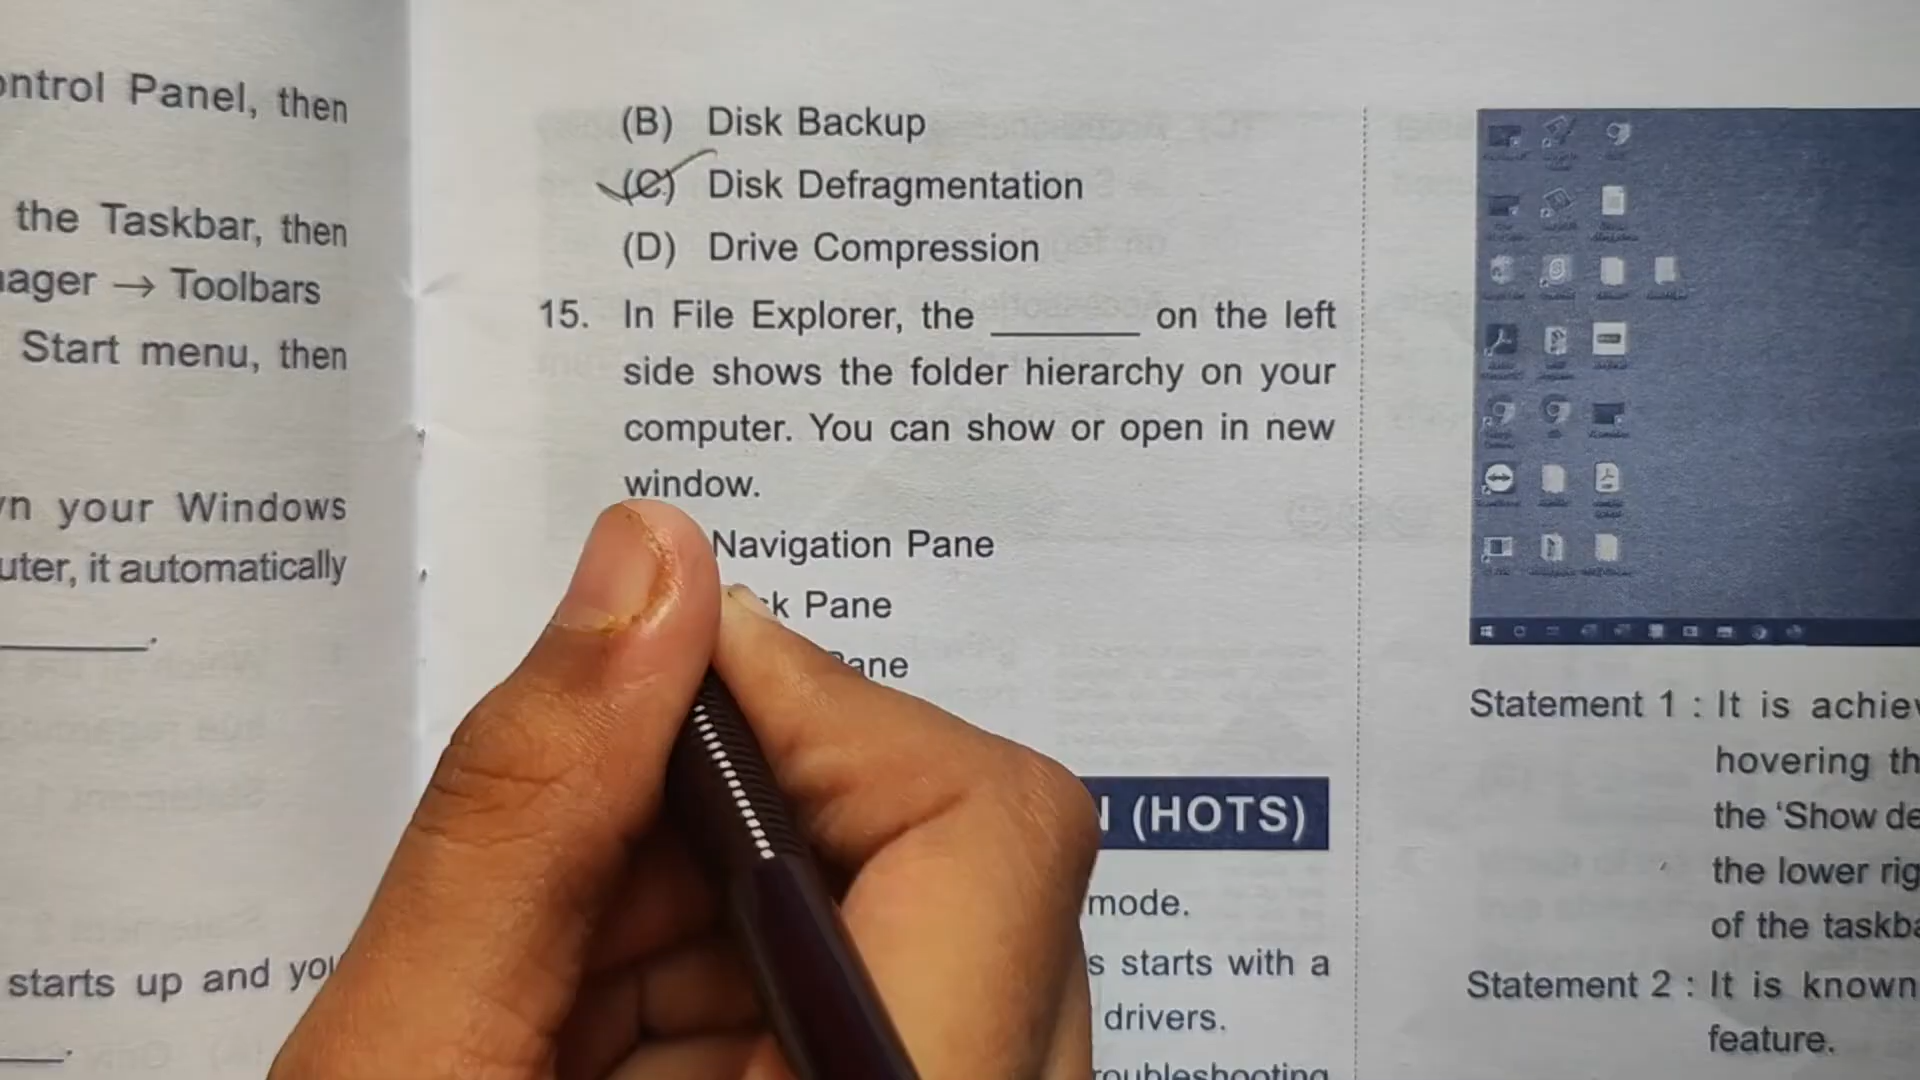 ontrol Panel, then
the Taskbar, then
ager → Toolbars
Start menu, then
n your Windows
uter, it automatically
starts up and you
(B) Disk Backup
(C) Disk Defragmentation
(D) Drive Compression
15. In File Explorer, the ________ on the left
side shows the folder hierarchy on your
computer. You can show or open in new
window.
Navigation Pane
k Pane
ane
N (HOTS)
mode.
s starts with a
drivers.
roubleshooting
Statement 1 : It is achiev
hovering th
the ‘Show de
the lower rig
of the taskba
Statement 2 : It is known
feature.